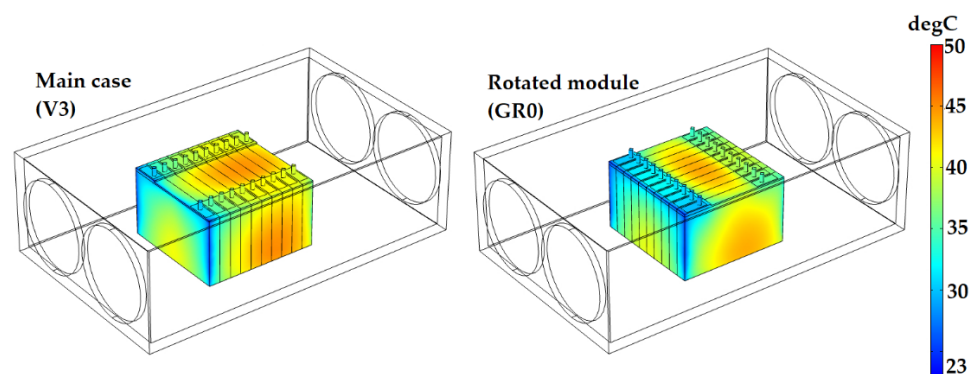 degC
Main case
(V3)
Rotated module
(GR0)
50
45
40
35
30
23